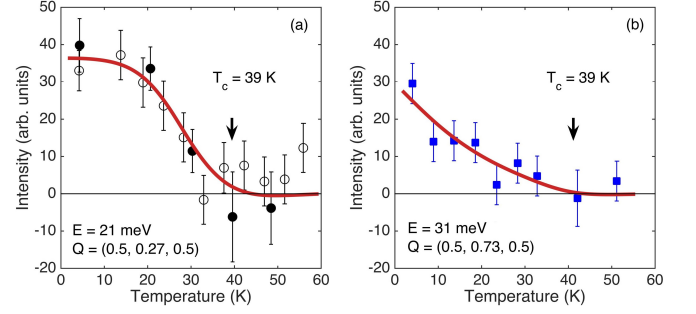 (a)
(b)
50
40
30
20
10
0
-10
-20
Intensity (arb. units)
T_c = 39 K
E = 21 meV
Q = (0.5, 0.27, 0.5)
0 10 20 30 40 50 60
Temperature (K)
50
40
30
20
10
0
-10
-20
Intensity (arb. units)
T_c = 39 K
E = 31 meV
Q = (0.5, 0.73, 0.5)
0 10 20 30 40 50 60
Temperature (K)